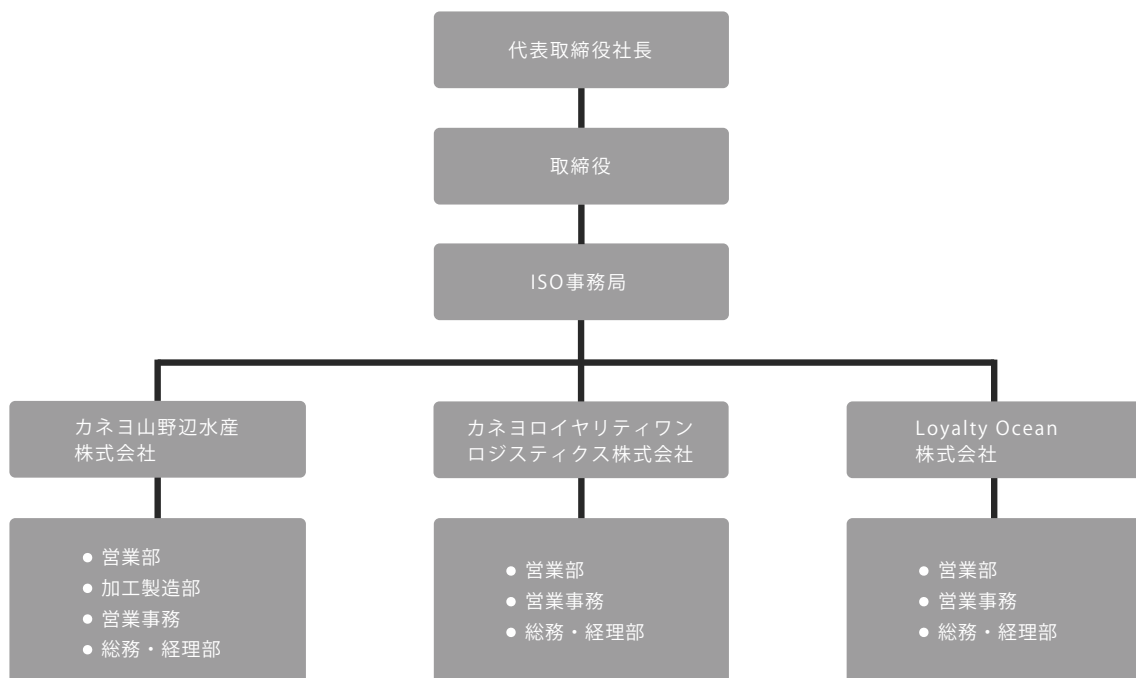 代表取締役社長
取締役
ISO事務局
カネヨ山野辺水産
株式会社
カネヨロイヤリティワン
ロジスティクス株式会社
Loyalty Ocean
株式会社
● 営業部
● 加工製造部
● 営業事務
● 総務・経理部
● 営業部
● 営業事務
● 総務・経理部
● 営業部
● 営業事務
● 総務・経理部